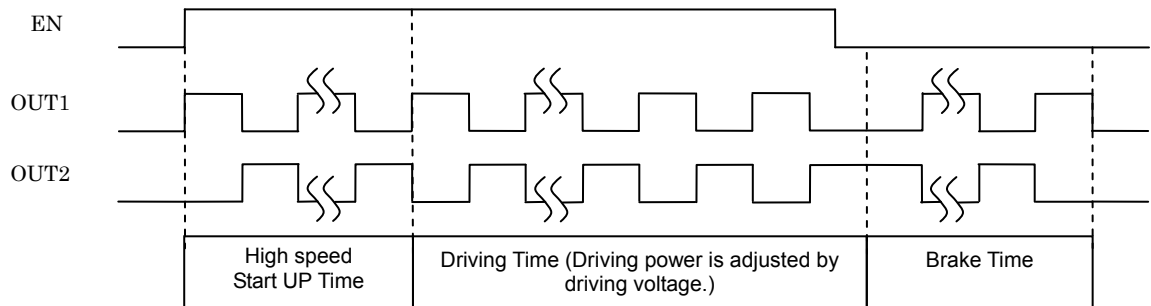 EN
OUT1
OUT2
High speed
Start UP Time
Driving Time (Driving power is adjusted by
driving voltage.)
Brake Time